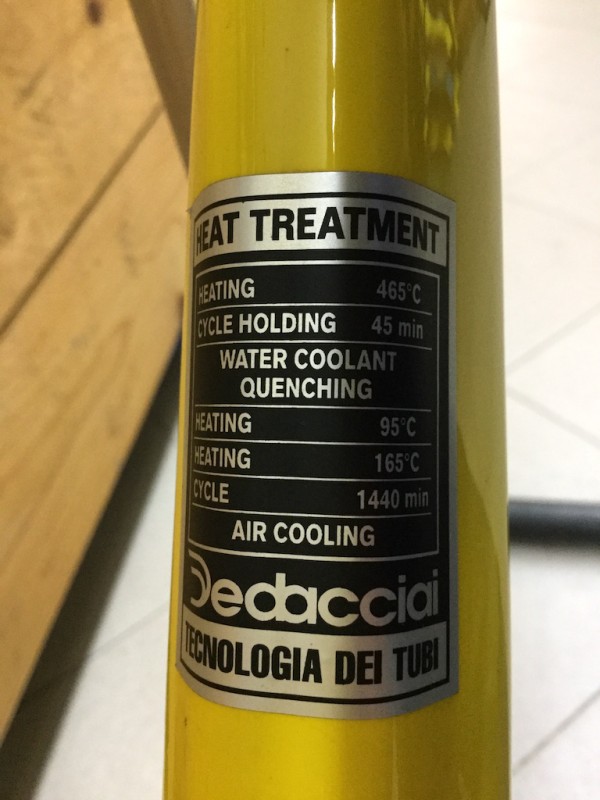 HEAT TREATMENT
HEATING 465°C
CYCLE HOLDING 45 min
WATER COOLANT
QUENCHING
HEATING 95°C
HEATING 165°C
CYCLE 1440 min
AIR COOLING
Dedacciai
TECNOLOGIA DEI TUBI